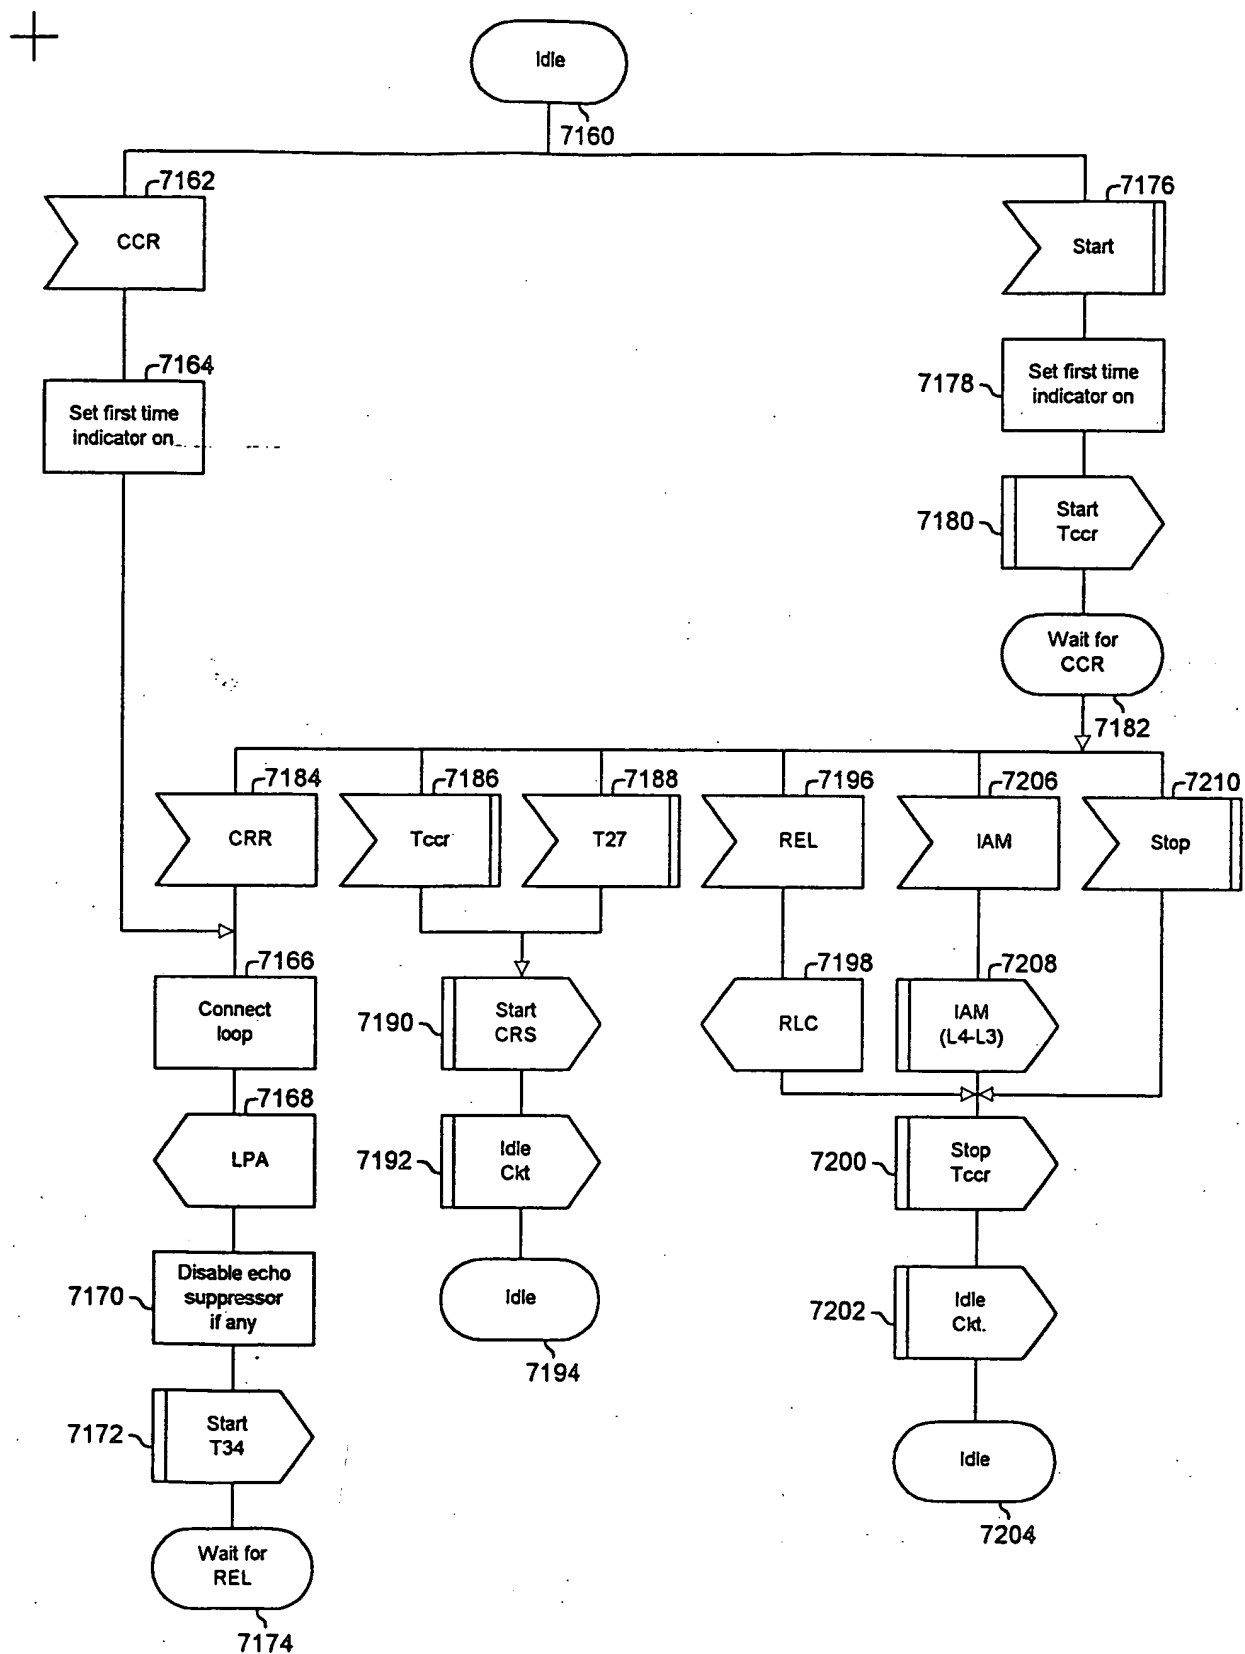 Idle
7160
7162
CCR
7176
Start
7164
Set first time
indicator on
7178
Set first time
indicator on
7180
Start
Tccr
Wait for
CCR
7182
7184
CRR
7186
Tccr
7188
T27
7196
REL
7206
IAM
7210
Stop
7166
Connect
loop
7190
Start
CRS
7198
RLC
7208
IAM
(L4-L3)
7168
LPA
7192
Idle
Ckt
7200
Stop
Tccr
7170
Disable echo
suppressor
if any
Idle
7194
7202
Idle
Ckt.
7172
Start
T34
Idle
7204
Wait for
REL
7174